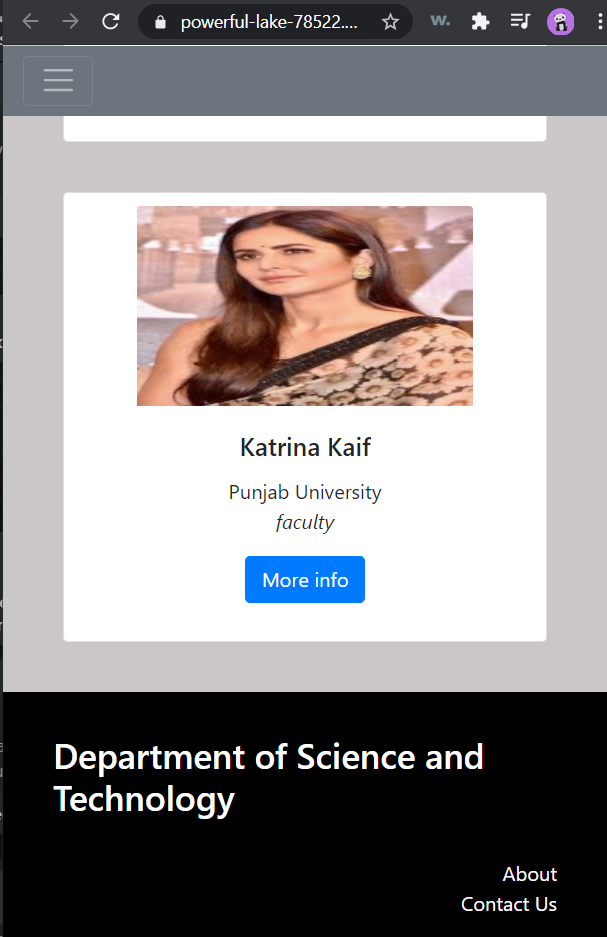 powerful-lake-78522....
w.
Katrina Kaif
Punjab University
faculty
More info
Department of Science and
Technology
About
Contact Us